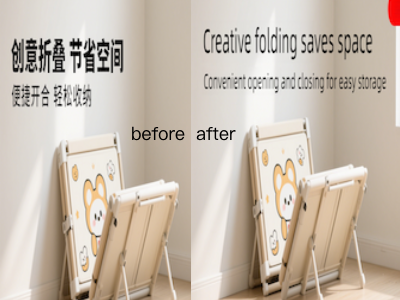 创意折叠 节省空间
便捷开合 轻松收纳
Creative folding saves space
Convenient opening and closing for easy storage
before after